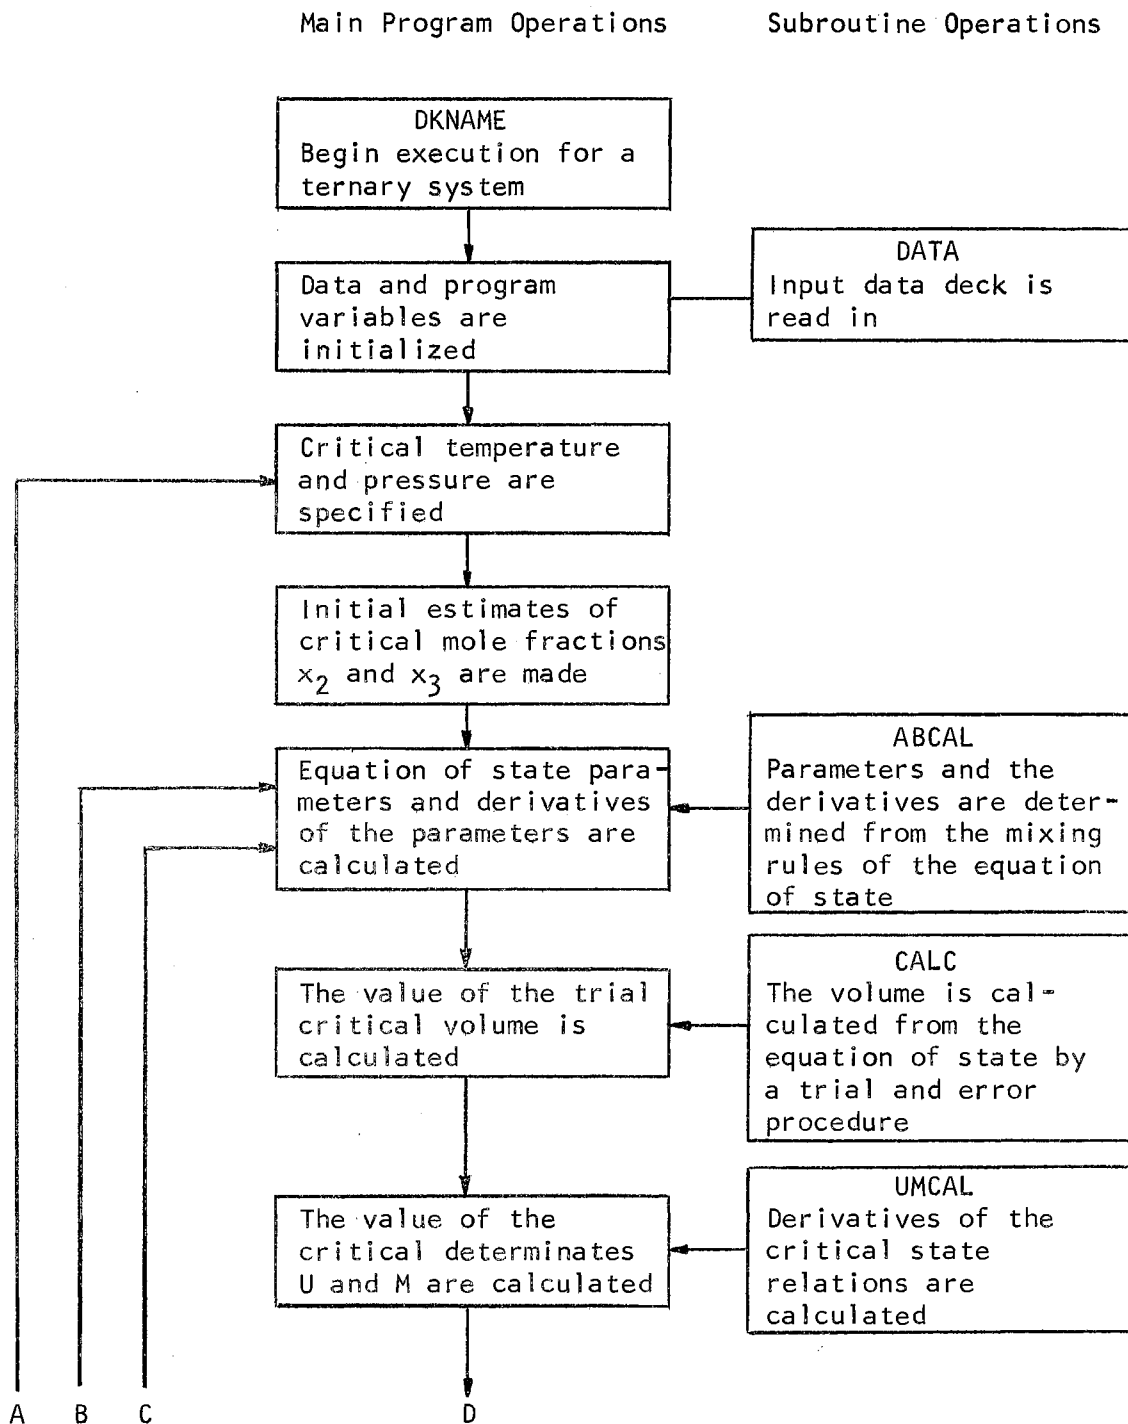 Main Program Operations
Subroutine Operations
DKNAME
Begin execution for a
ternary system
DATA
Input data deck is
read in
Data and program
variables are
initialized
Critical temperature
and pressure are
specified
Initial estimates of
critical mole fractions
x2 and x3 are made
Equation of state para-
meters and derivatives
of the parameters are
calculated
ABCAL
Parameters and the
derivatives are deter-
mined from the mixing
rules of the equation
of state
The value of the trial
critical volume is
calculated
CALC
The volume is cal-
culated from the
equation of state by
a trial and error
procedure
The value of the
critical determinates
U and M are calculated
UMCAL
Derivatives of the
critical state
relations are
calculated
A B C D